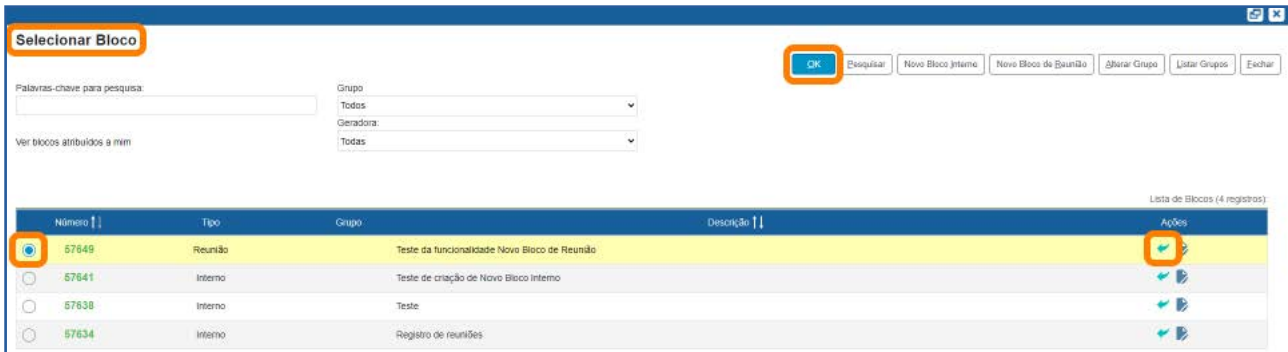 Selecionar Bloco
OK Pesquisar Novo Bloco Interno Novo Bloco de Reunião Alterar Grupo Listar Grupos Fechar
Palavras-chave para pesquisa: Grupo
Todos
Geradora:
Ver blocos atribuídos a mim Todas
Lista de Blocos (4 registros):
Número Tipo Grupo Descrição Ações
57649 Reunião Teste da funcionalidade Novo Bloco de Reunião
57641 Interno Teste de criação de Novo Bloco Interno
57638 Interno Teste
57634 Interno Registro de reuniões